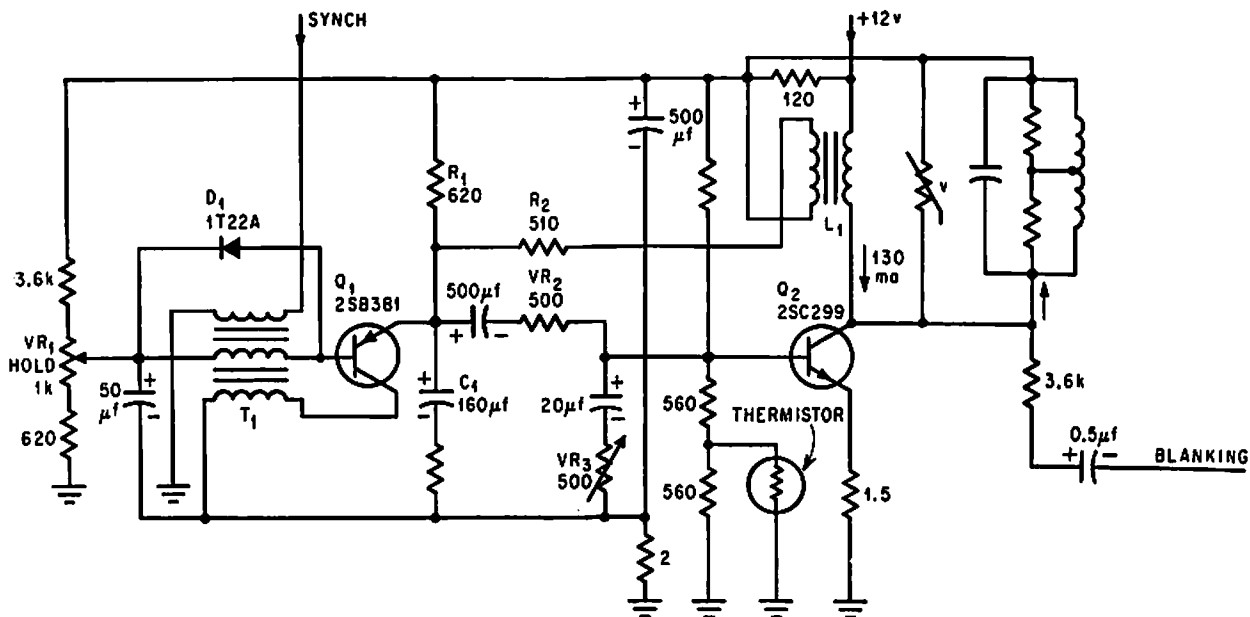 SYNCH
+12v
120
+
500
μf
-
R1
620
D1
1T22A
R2
510
L1
v
130
ma
3.6k
Q1
2SB381
500μf
+ -
VR2
500
Q2
2SC299
VR1
HOLD
1k
+
50
μf
-
T1
+
C1
160μf
-
+
20μf
-
560
THERMISTOR
3.6k
620
VR3
500
560
1.5
0.5μf
+ -
BLANKING
2